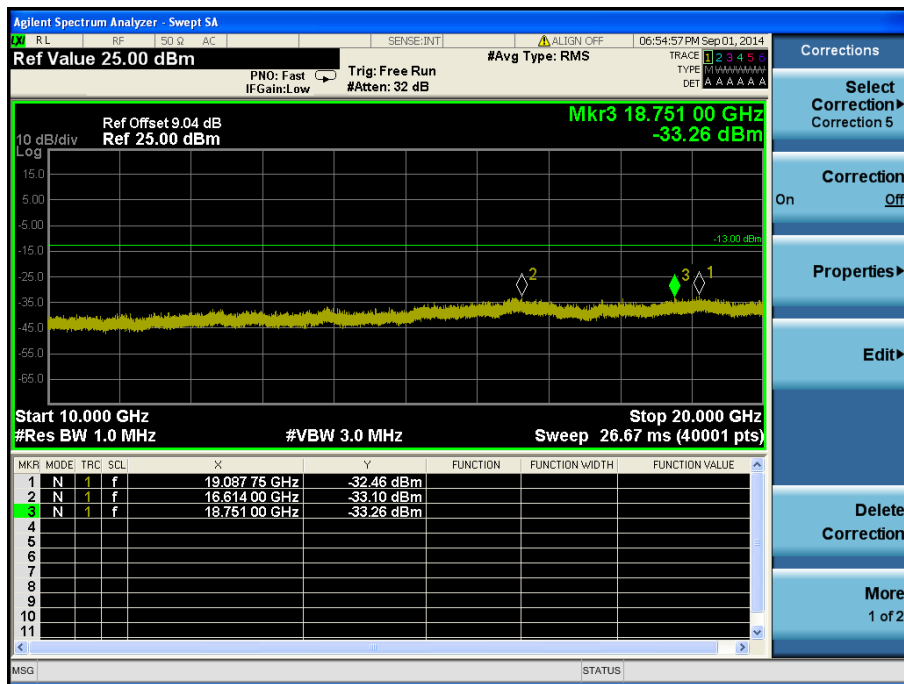 Agilent Spectrum Analyzer - Swept SA
LXI RL RF 50 Ω AC SENSE:INT ALIGN OFF 06:54:57 PM Sep 01, 2014
Ref Value 25.00 dBm
PNO: Fast
IFGain:Low
Trig: Free Run
#Atten: 32 dB
#Avg Type: RMS
TRACE 1 2 3 4 5 6
TYPE MWWWWW
DET A A A A A A
Mkr3 18.751 00 GHz
-33.26 dBm
Ref Offset 9.04 dB
10 dB/div Ref 25.00 dBm
Log
15.0
5.00
-5.00
-13.00 dBm
-15.0
-25.0
2
3
1
-35.0
-45.0
-55.0
-65.0
Start 10.000 GHz Stop 20.000 GHz
#Res BW 1.0 MHz #VBW 3.0 MHz Sweep 26.67 ms (40001 pts)
MKR MODE TRC SCL X Y FUNCTION FUNCTION WIDTH FUNCTION VALUE
1 N 1 f 19.087 75 GHz -32.46 dBm
2 N 1 f 16.614 00 GHz -33.10 dBm
3 N 1 f 18.751 00 GHz -33.26 dBm
4
5
6
7
8
9
10
11
MSG STATUS
Corrections
Select
Correction
Correction 5
Correction
On Off
Properties
Edit
Delete
Correction
More
1 of 2